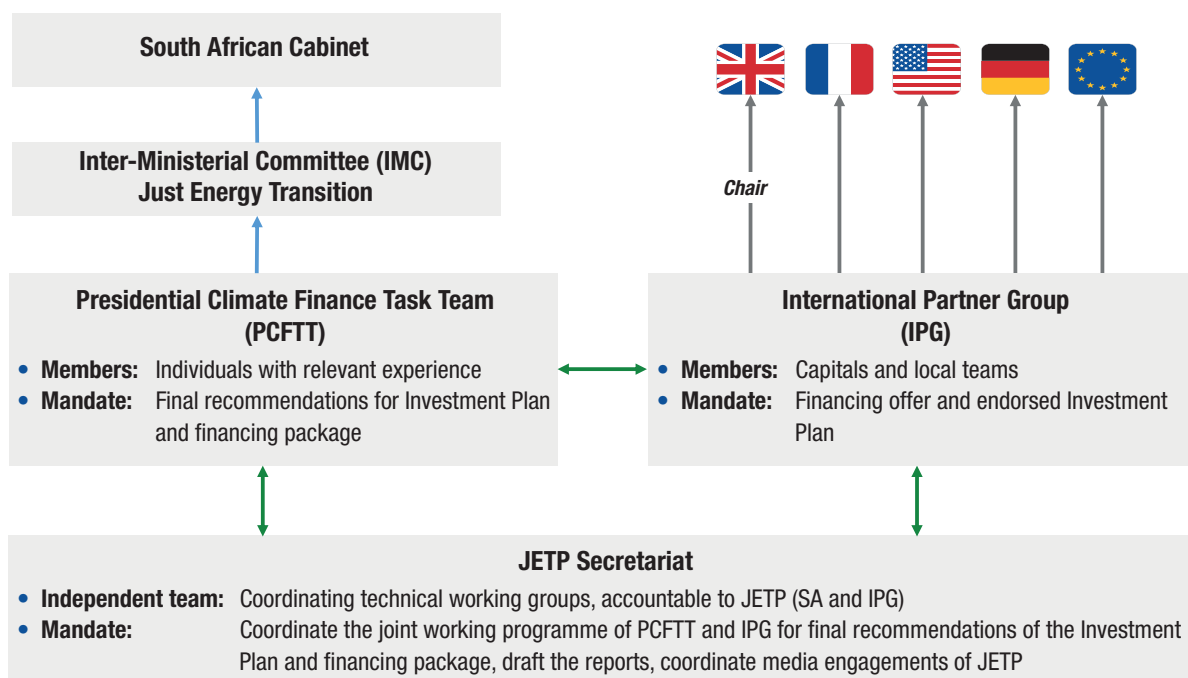 South African Cabinet
Inter-Ministerial Committee (IMC)
Just Energy Transition
Chair
Presidential Climate Finance Task Team
(PCFTT)
• Members: Individuals with relevant experience
• Mandate: Final recommendations for Investment Plan
and financing package
International Partner Group
(IPG)
• Members: Capitals and local teams
• Mandate: Financing offer and endorsed Investment
Plan
JETP Secretariat
• Independent team: Coordinating technical working groups, accountable to JETP (SA and IPG)
• Mandate: Coordinate the joint working programme of PCFTT and IPG for final recommendations of the Investment
Plan and financing package, draft the reports, coordinate media engagements of JETP